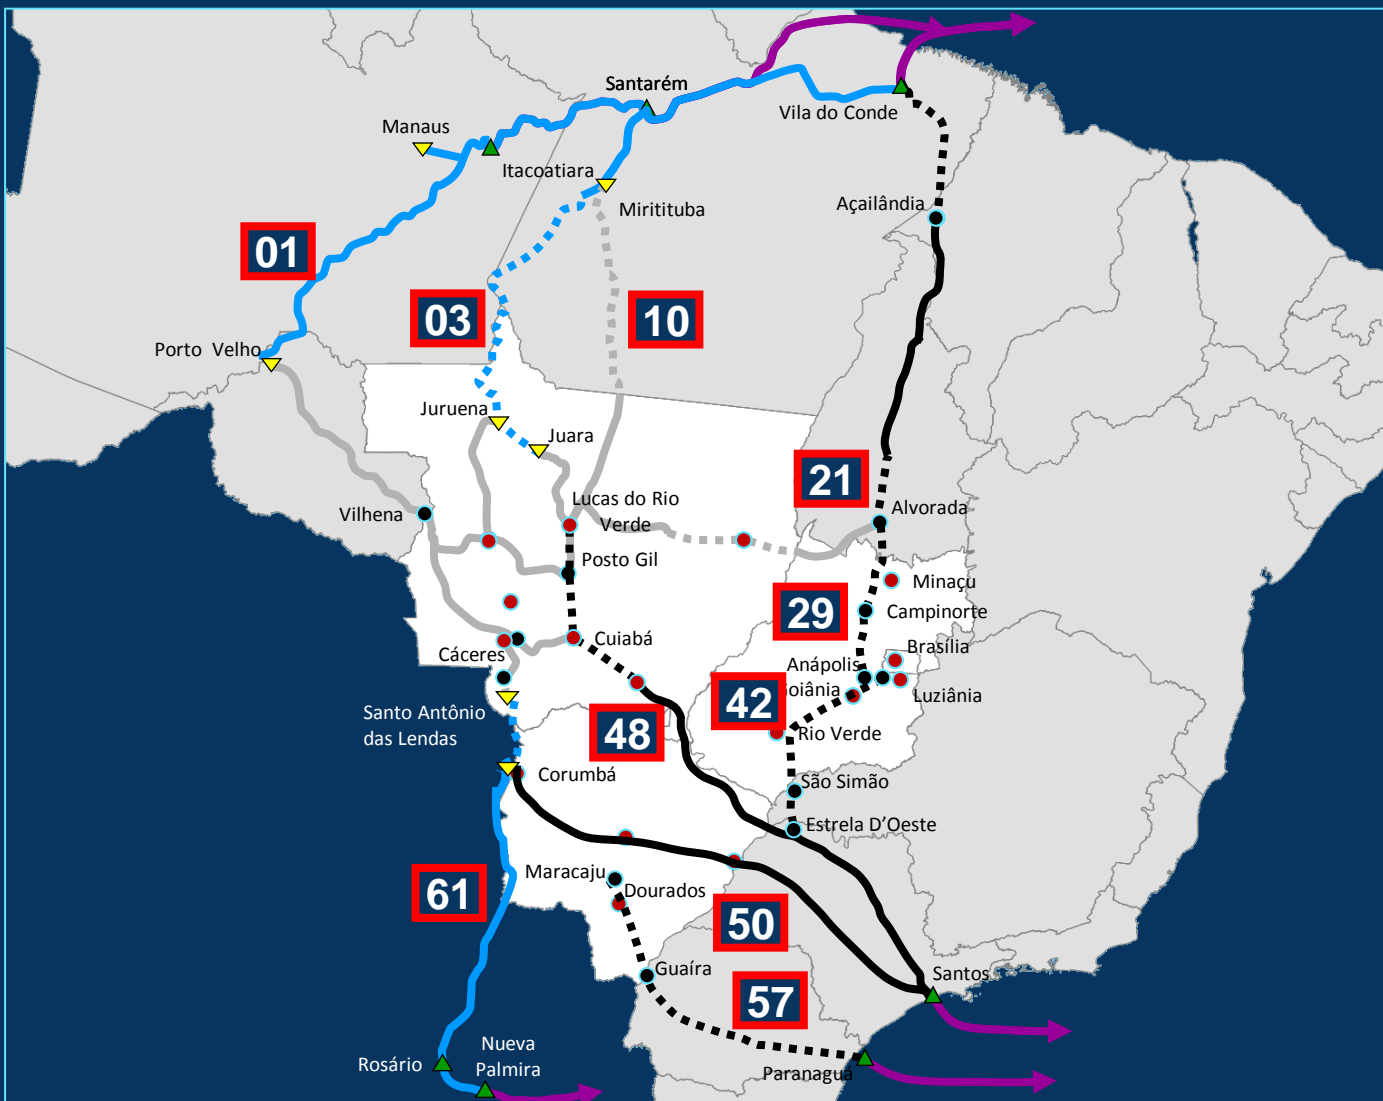 Santarém
Vila do Conde
Manaus
Itacoatiara
Miritituba
Açailândia
01
03
10
Porto Velho
Juruena
Juara
21
Lucas do Rio
Verde
Alvorada
Vilhena
Posto Gil
Minaçu
29
Campinorte
Cuiabá
Brasília
Cáceres
Anápolis
oiânia
Luziânia
42
Santo Antônio
das Lendas
48
Rio Verde
Corumbá
São Simão
Estrela D’Oeste
Maracaju
Dourados
61
50
Guaíra
Santos
57
Rosário
Nueva
Palmira
Paranaguá